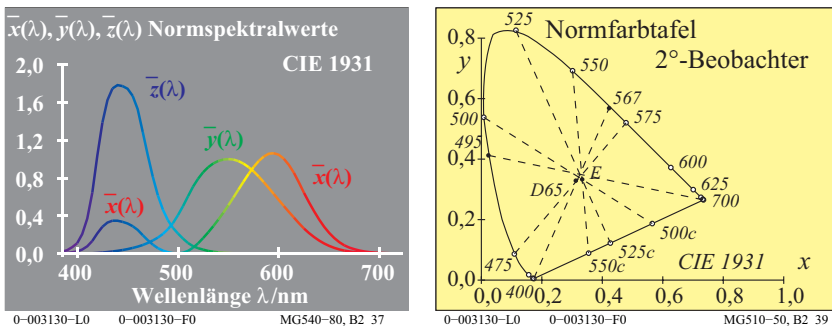 x̅(λ), y̅(λ), z̅(λ) Normspektralwerte
CIE 1931
2,0
1,6
1,2
0,8
0,4
0,0
z̅(λ)
y̅(λ)
x̅(λ)
x̅(λ)
400 500 600 700
Wellenlänge λ/nm
0-003130-L0 0-003130-F0 MG540-80, B2_37
Normfarbtafel
2°-Beobachter
y
0,8
0,6
0,4
0,2
0,0
525
550
567
575
500
495
600
625
700
E
D65
500c
525c
550c
475
400
CIE 1931
x
0,0 0,2 0,4 0,6 0,8 1,0
0-003130-L0 0-003130-F0 MG510-50, B2_39